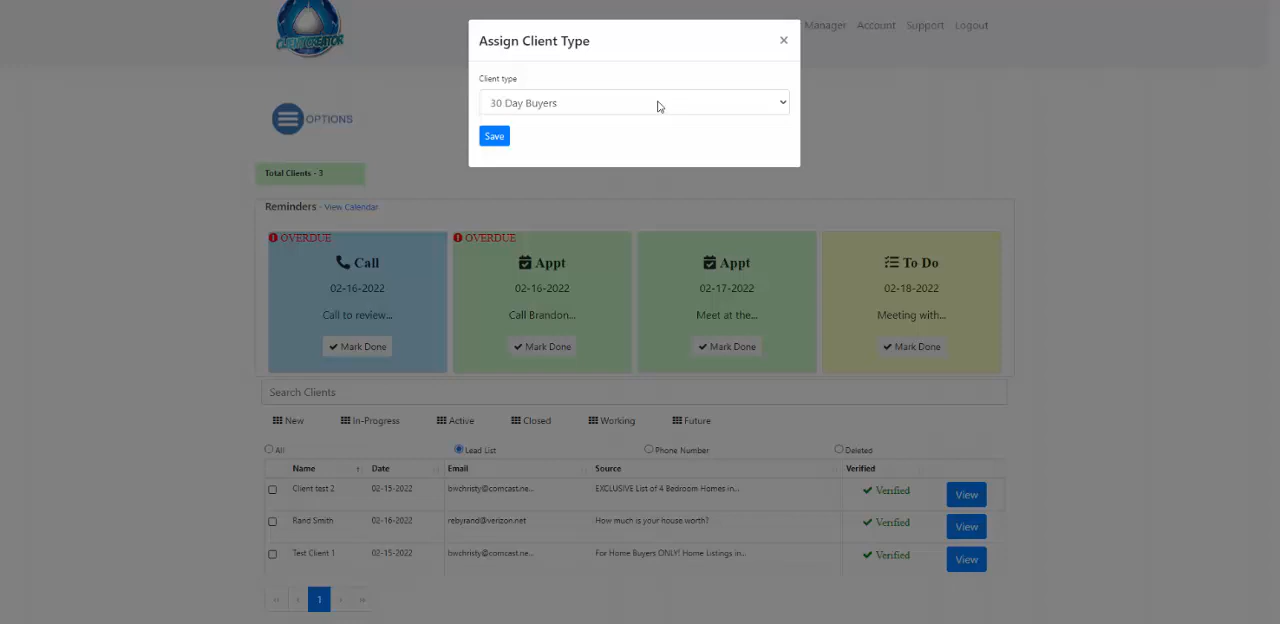 CLIENT CREATOR
Manager Account Support Logout
Assign Client Type ×
Client type
30 Day Buyers
Save
OPTIONS
Total Clients - 3
Reminders - View Calendar
OVERDUE OVERDUE
Call Appt Appt To Do
02-16-2022 02-16-2022 02-17-2022 02-18-2022
Call to review... Call Brandon... Meet at the... Meeting with...
Mark Done Mark Done Mark Done Mark Done
Search Clients
New In-Progress Active Closed Working Future
All Lead List Phone Number Deleted
Name Date Email Source Verified
Client test 2 02-15-2022 bwchristy@comcast.ne... EXCLUSIVE List of 4 Bedroom Homes in... Verified View
Rand Smith 02-16-2022 rebyrand@verizon.net How much is your house worth? Verified View
Test Client 1 02-15-2022 bwchristy@comcast.ne... For Home Buyers ONLY! Home Listings in... Verified View
‹‹ ‹ 1 › ››